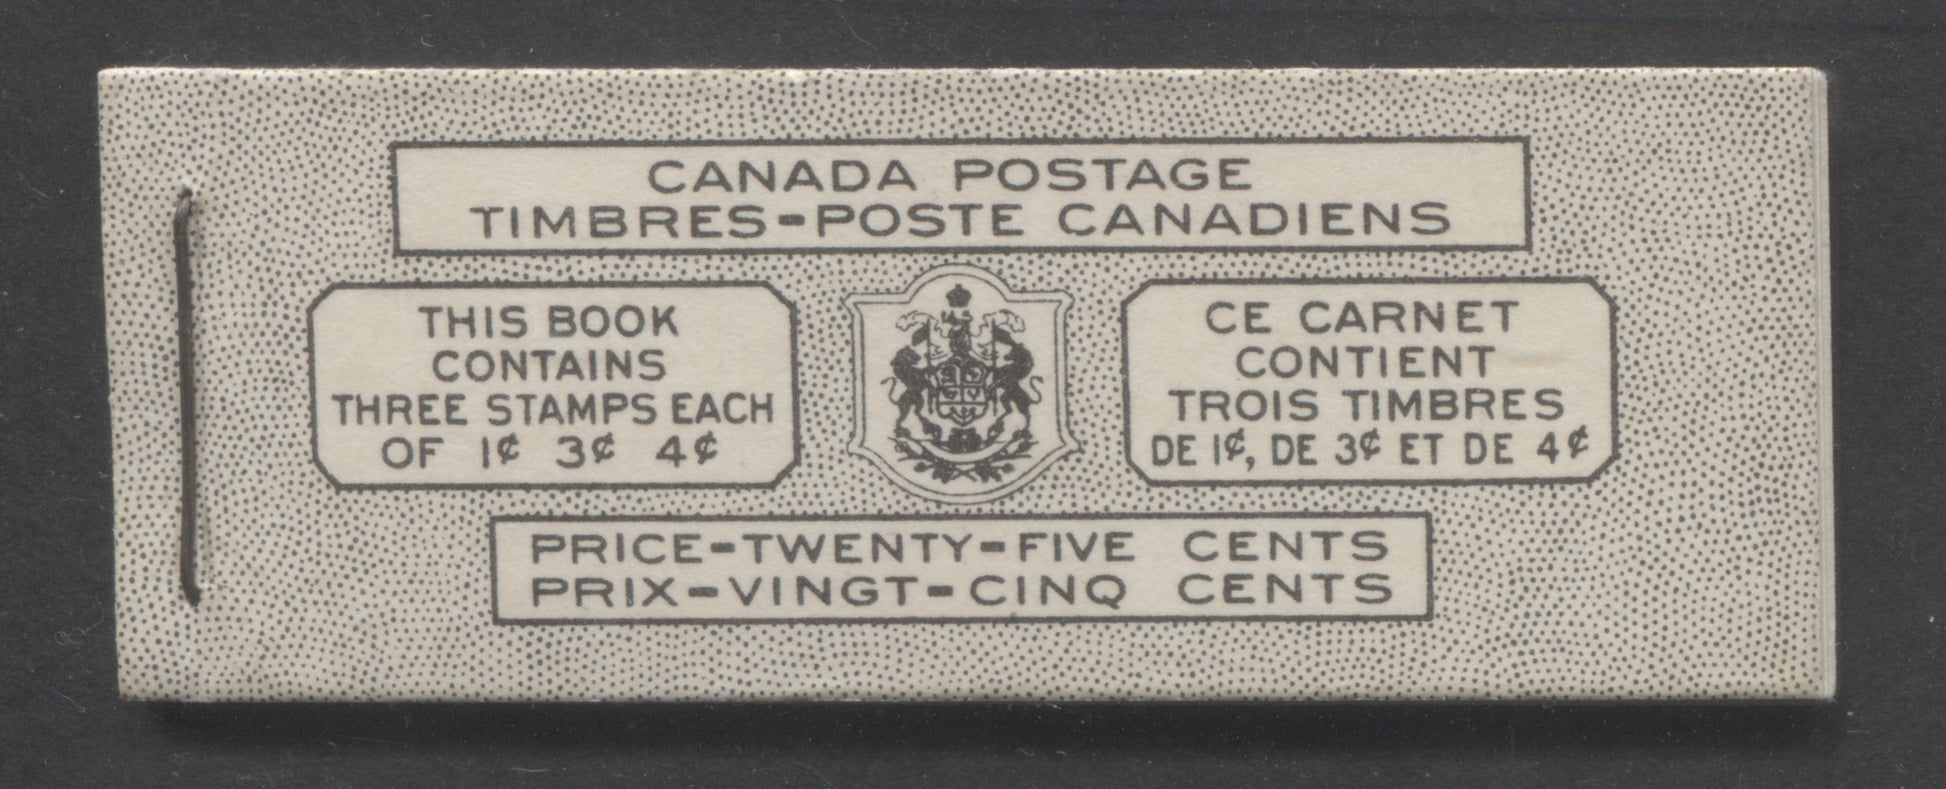 CANADA POSTAGE
TIMBRES-POSTE CANADIENS
THIS BOOK
CONTAINS
THREE STAMPS EACH
OF 1¢ 3¢ 4¢
CE CARNET
CONTIENT
TROIS TIMBRES
DE 1¢, DE 3¢ ET DE 4¢
PRICE-TWENTY-FIVE CENTS
PRIX-VINGT-CINQ CENTS